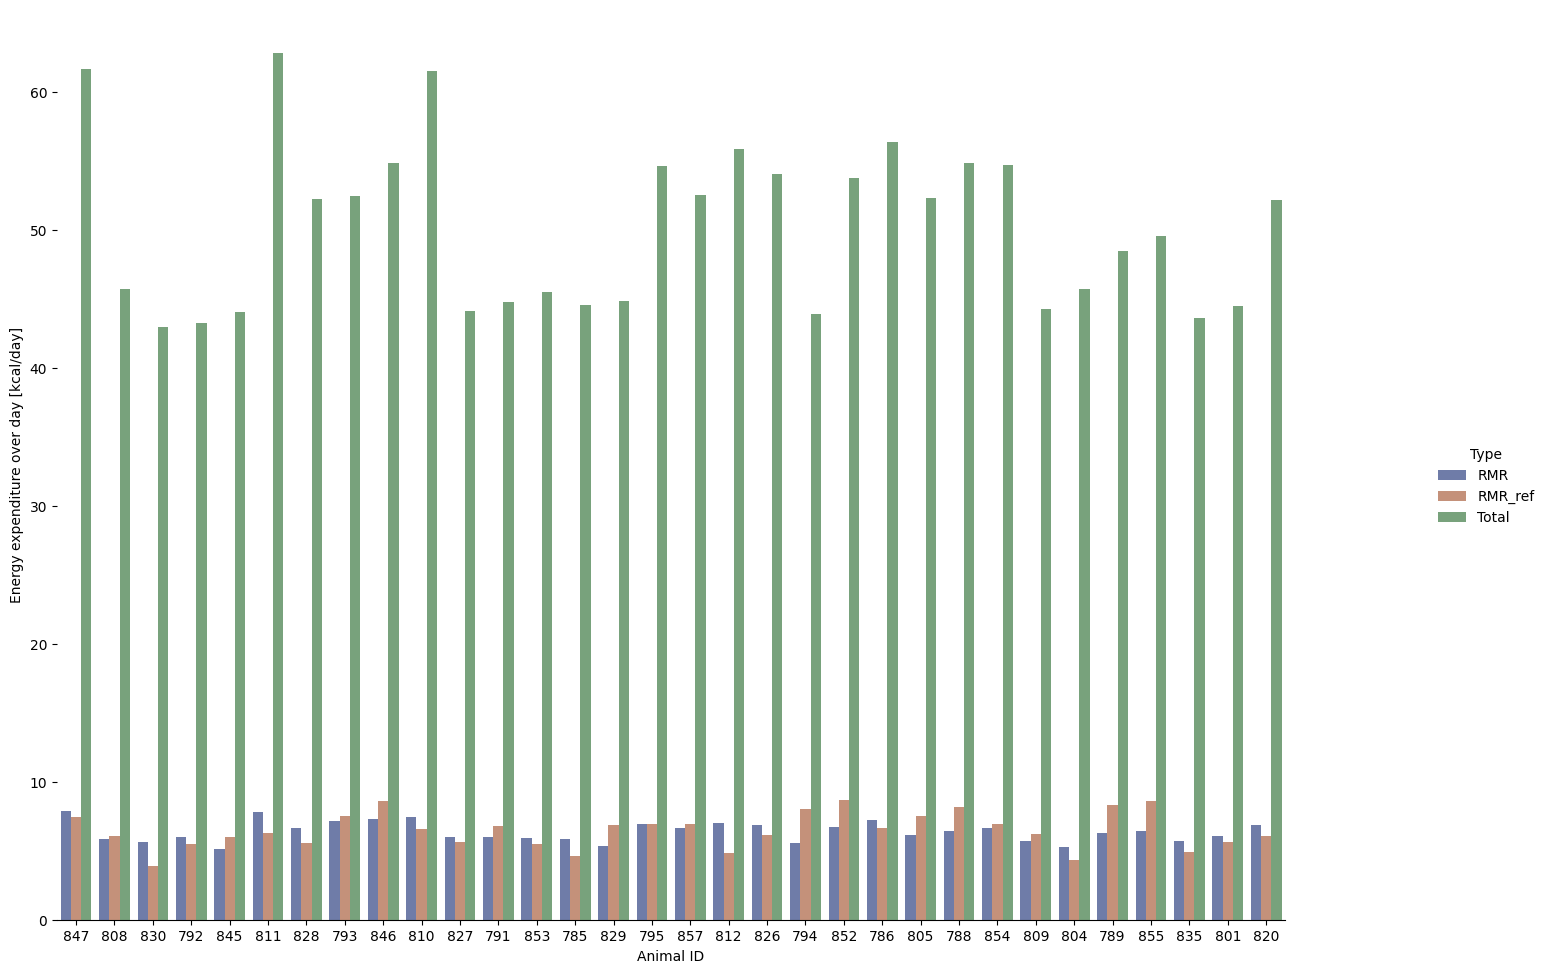 Energy expenditure over day [kcal/day]
60
50
40
30
20
10
0
847 808 830 792 845 811 828 793 846 810 827 791 853 785 829 795 857 812 826 794 852 786 805 788 854 809 804 789 855 835 801 820
Animal ID
Type
RMR
RMR_ref
Total